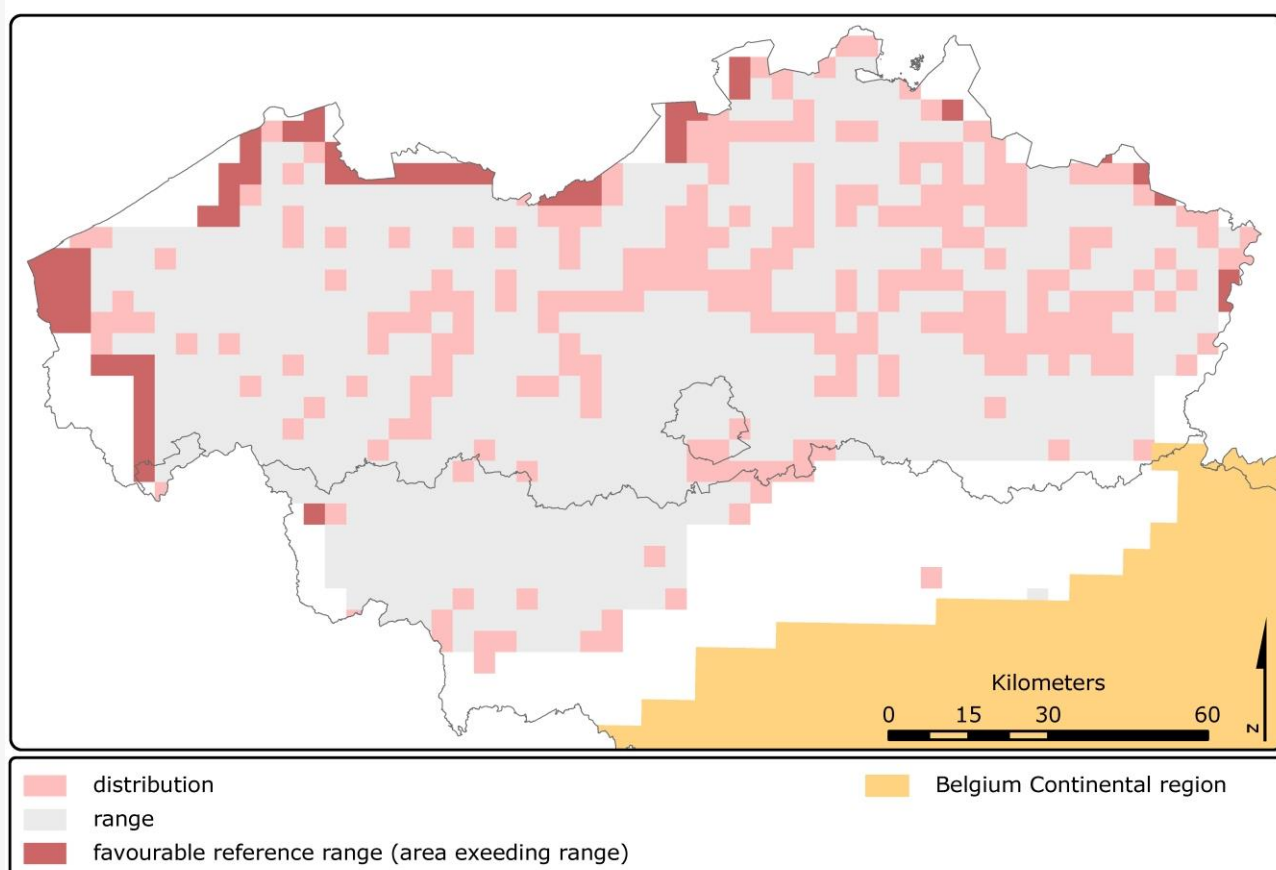 Kilometers
0 15 30 60
N
distribution
range
favourable reference range (area exeeding range)
Belgium Continental region